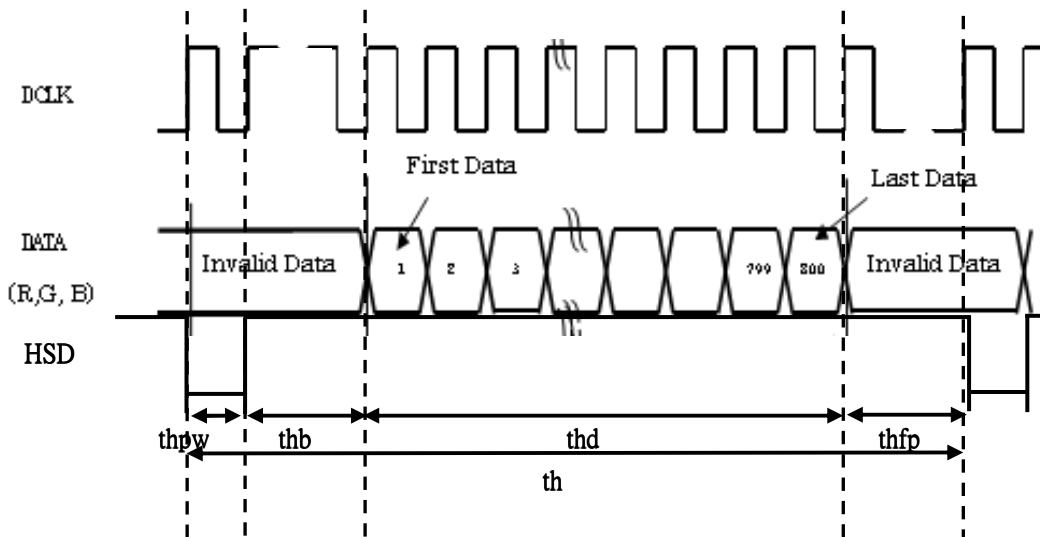 DCLK
First Data
Last Data
DATA
(R,G, B)
Invalid Data
1
2
3
799
800
Invalid Data
HSD
thpw
thb
thd
thfp
th